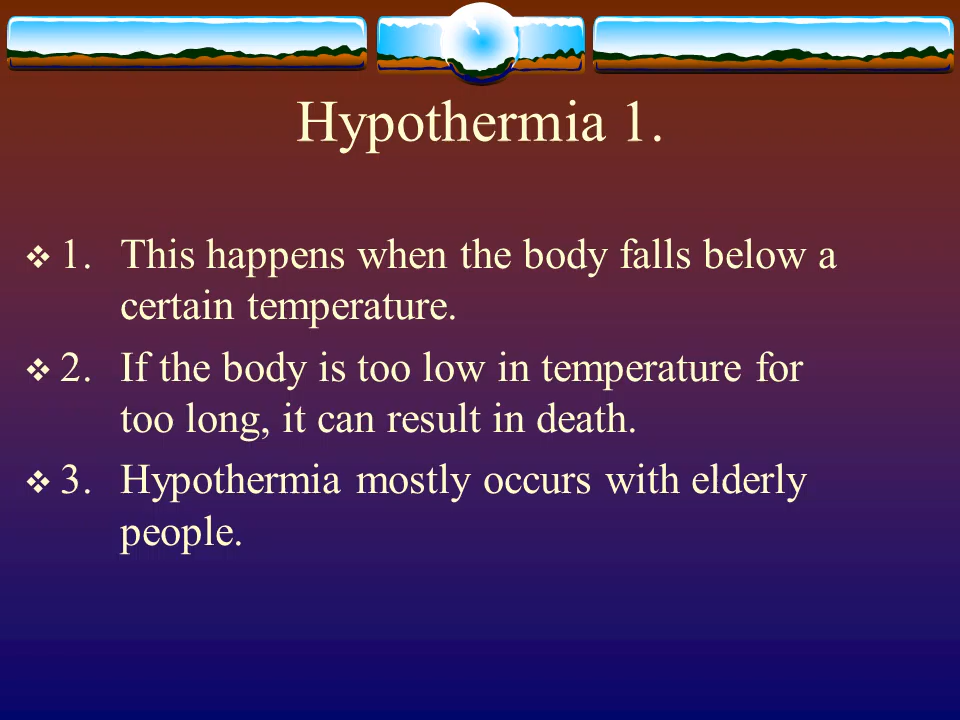 Hypothermia 1.
❖ 1. This happens when the body falls below a
certain temperature.
❖ 2. If the body is too low in temperature for
too long, it can result in death.
❖ 3. Hypothermia mostly occurs with elderly
people.